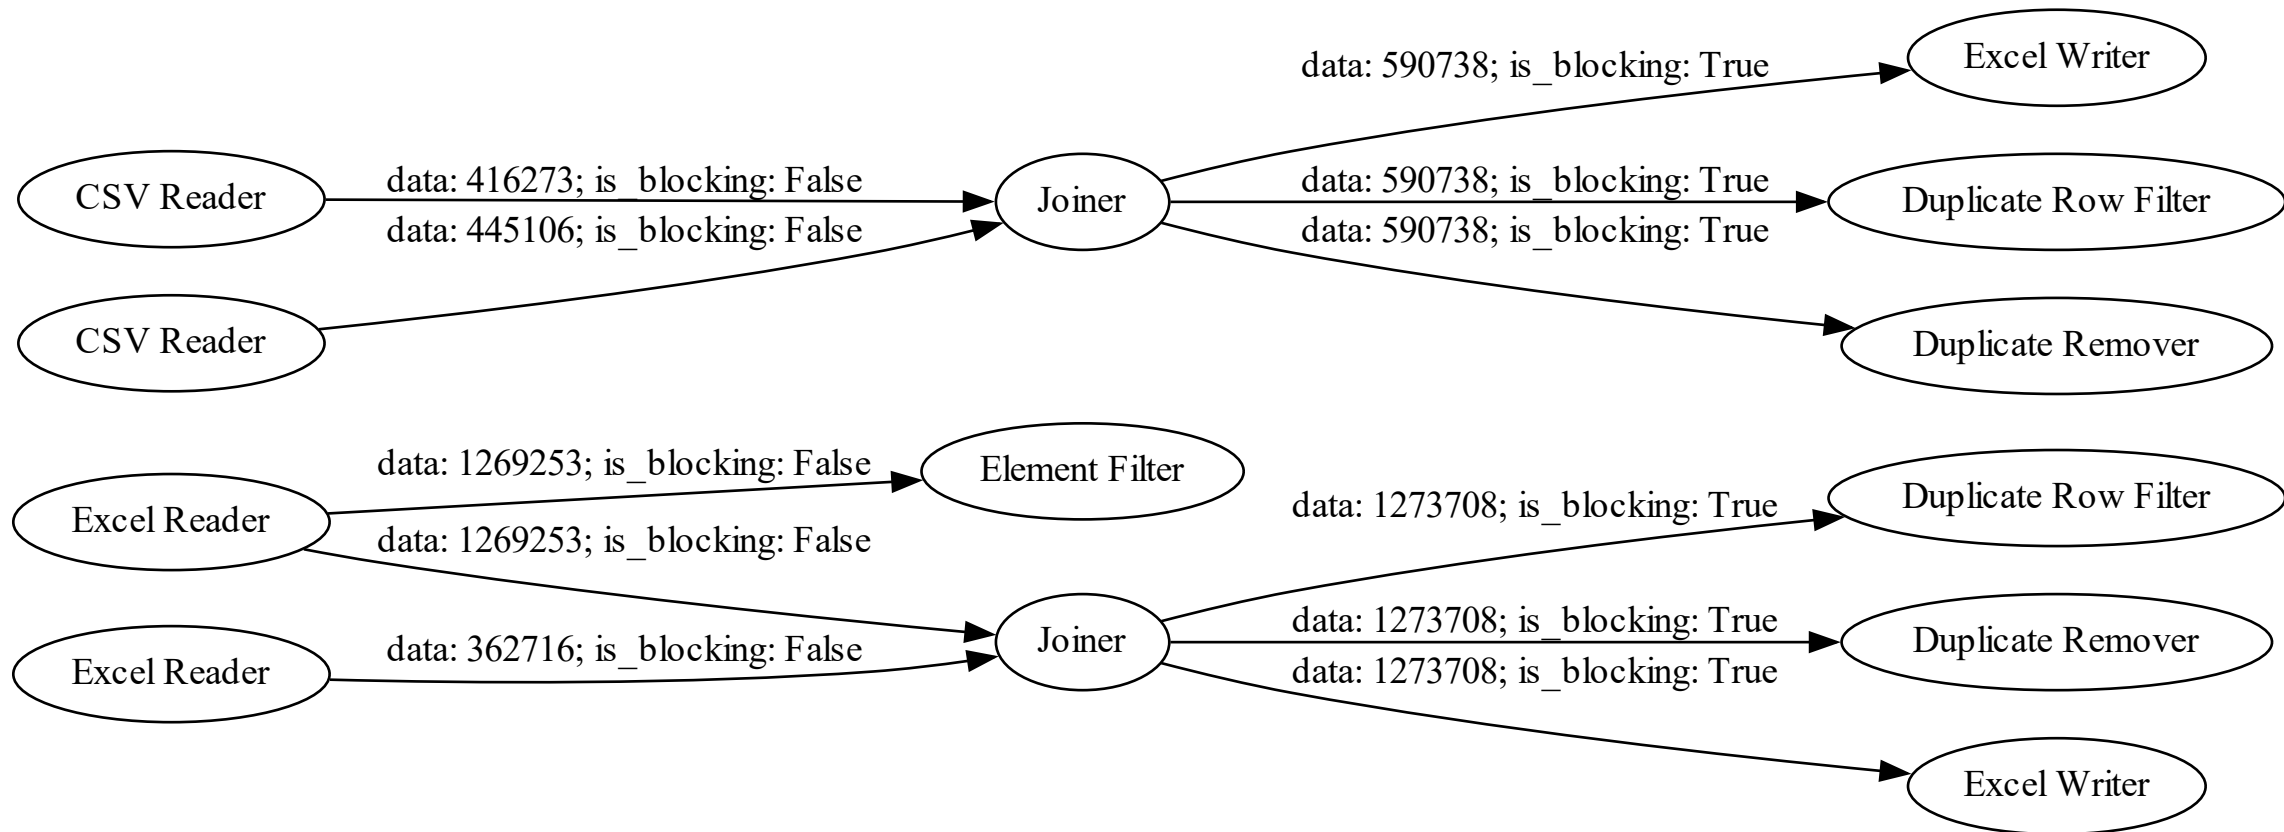 data: 590738; is_blocking: True
Excel Writer
CSV Reader
data: 416273; is_blocking: False
Joiner
data: 590738; is_blocking: True
Duplicate Row Filter
data: 445106; is_blocking: False
data: 590738; is_blocking: True
CSV Reader
Duplicate Remover
Excel Reader
data: 1269253; is_blocking: False
Element Filter
data: 1269253; is_blocking: False
data: 1273708; is_blocking: True
Duplicate Row Filter
Excel Reader
data: 362716; is_blocking: False
Joiner
data: 1273708; is_blocking: True
Duplicate Remover
data: 1273708; is_blocking: True
Excel Writer